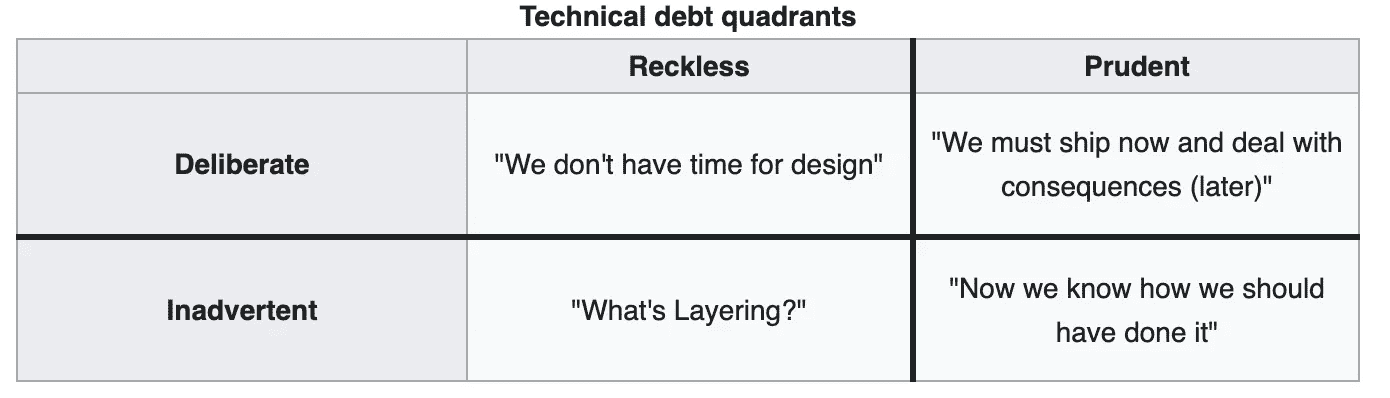 Technical debt quadrants
Reckless
Prudent
Deliberate
"We don't have time for design"
"We must ship now and deal with
consequences (later)"
Inadvertent
"What's Layering?"
"Now we know how we should
have done it"